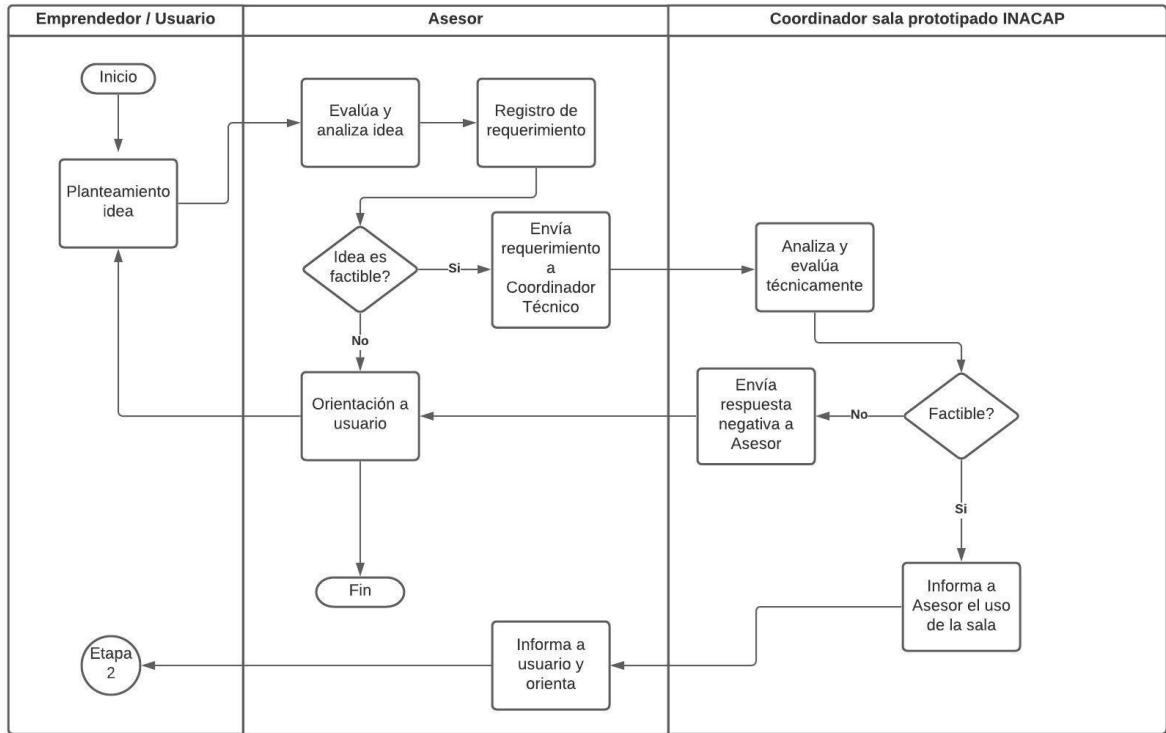 Emprendedor / Usuario
Asesor
Coordinador sala prototipado INACAP
Inicio
Planteamiento
idea
Evalúa y
analiza idea
Registro de
requerimiento
Idea es
factible?
Si
No
Envía
requerimiento
a
Coordinador
Técnico
Analiza y
evalúa
técnicamente
Factible?
No
Si
Envía
respuesta
negativa a
Asesor
Orientación a
usuario
Fin
Informa a
Asesor el uso
de la sala
Informa a
usuario y
orienta
Etapa
2